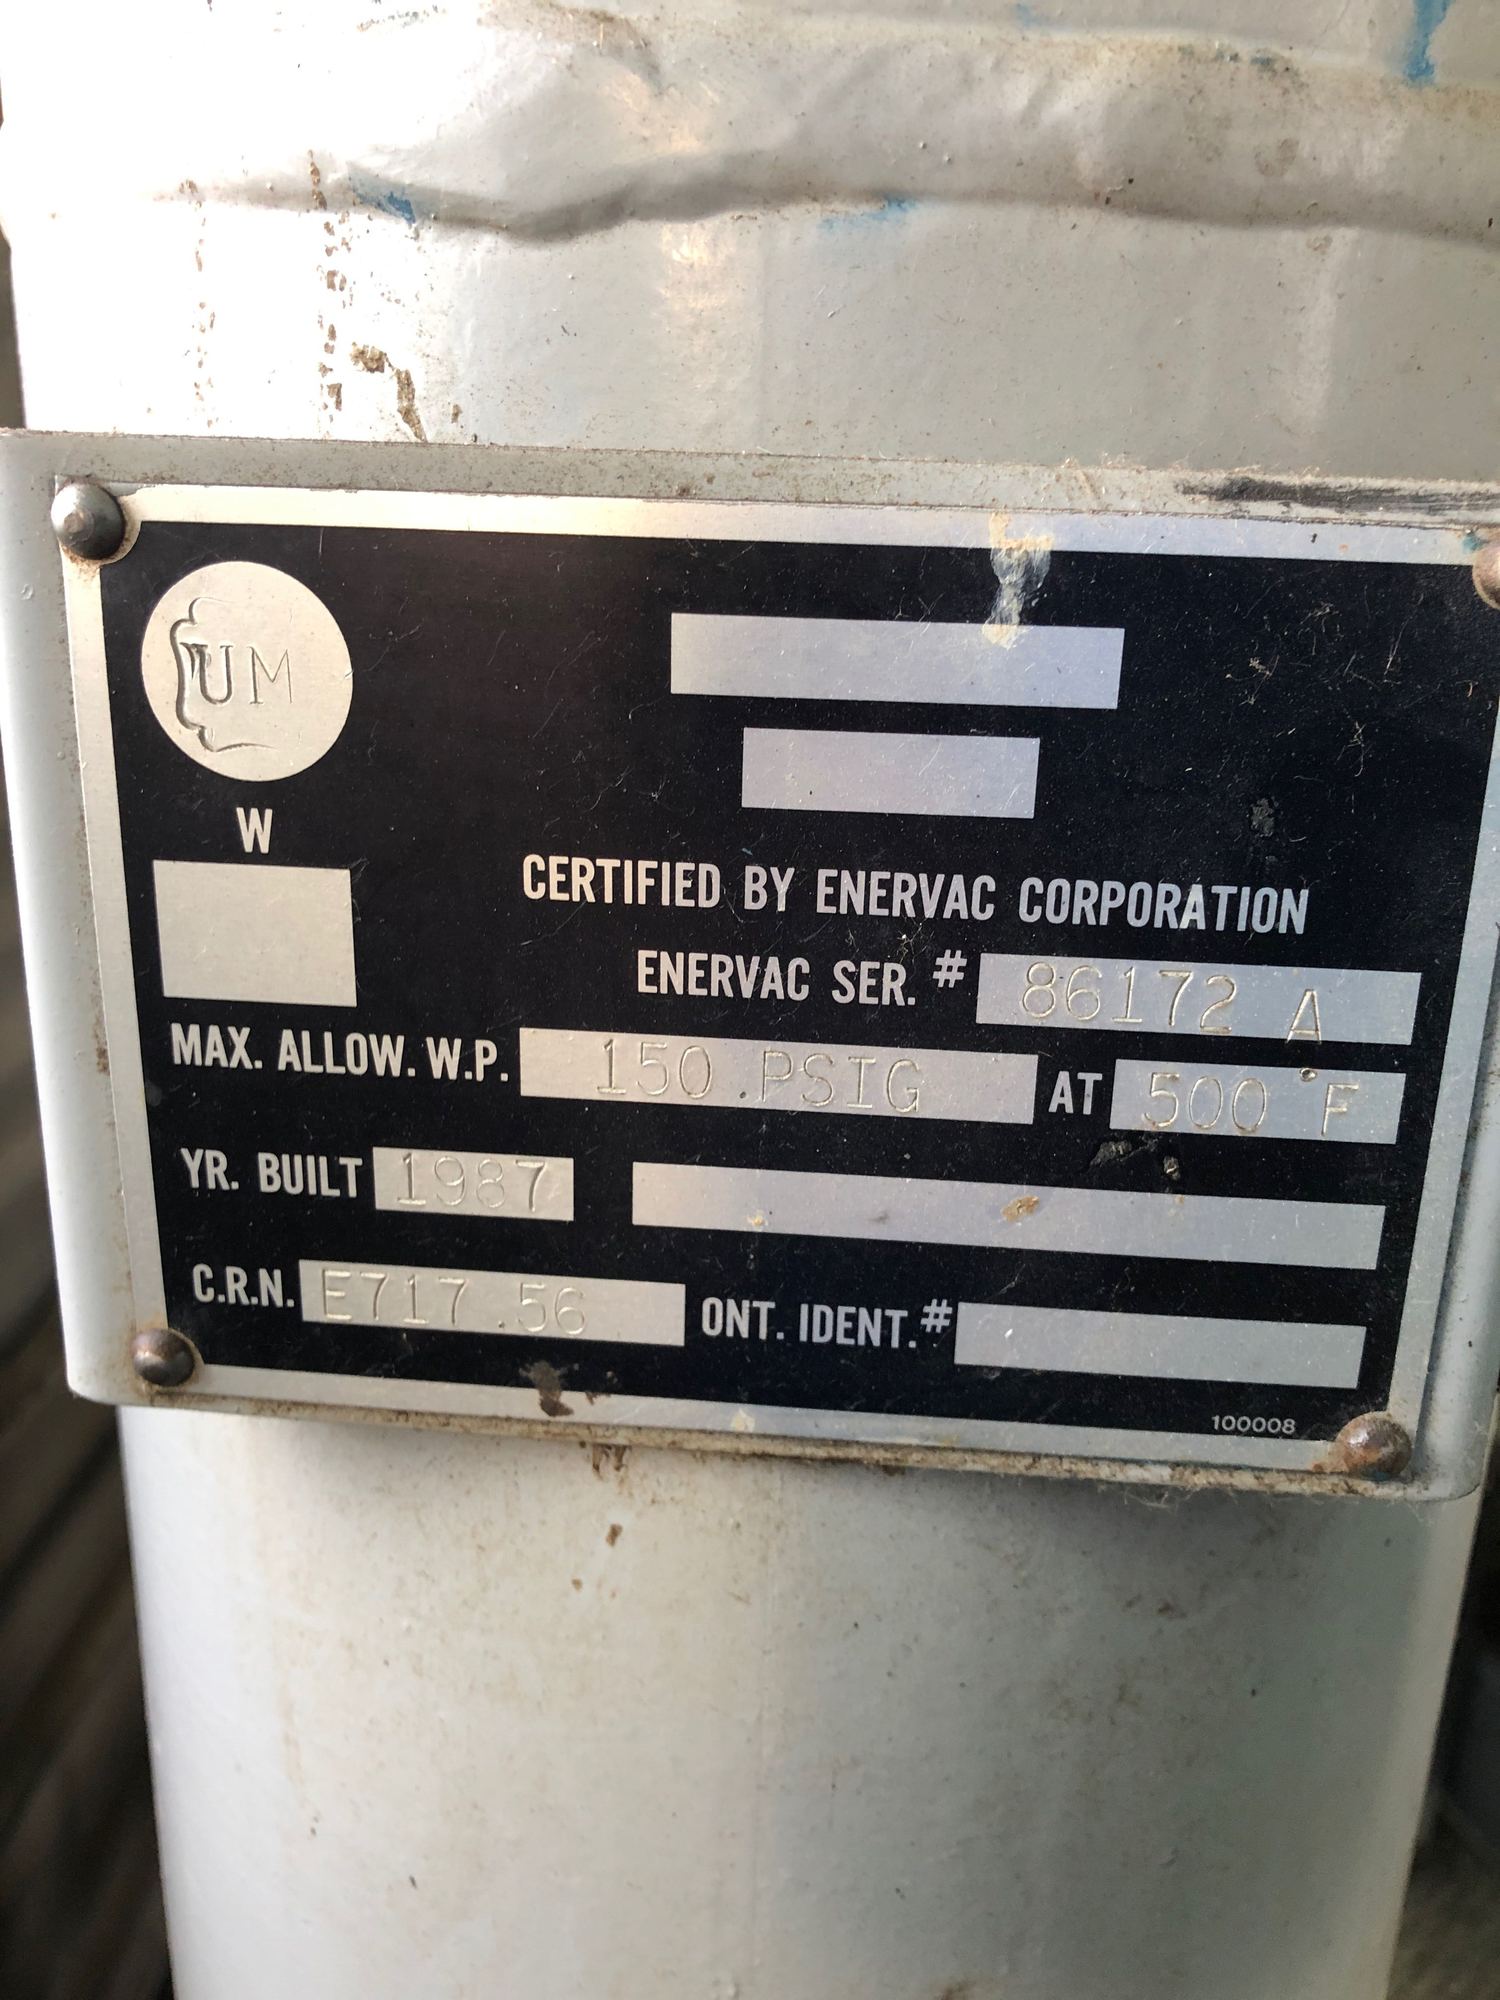 UM
W
CERTIFIED BY ENERVAC CORPORATION
ENERVAC SER. # 86172 A
MAX. ALLOW. W.P. 150 PSIG AT 500 °F
YR. BUILT 1987
C.R.N. E717.56 ONT. IDENT. #
100008